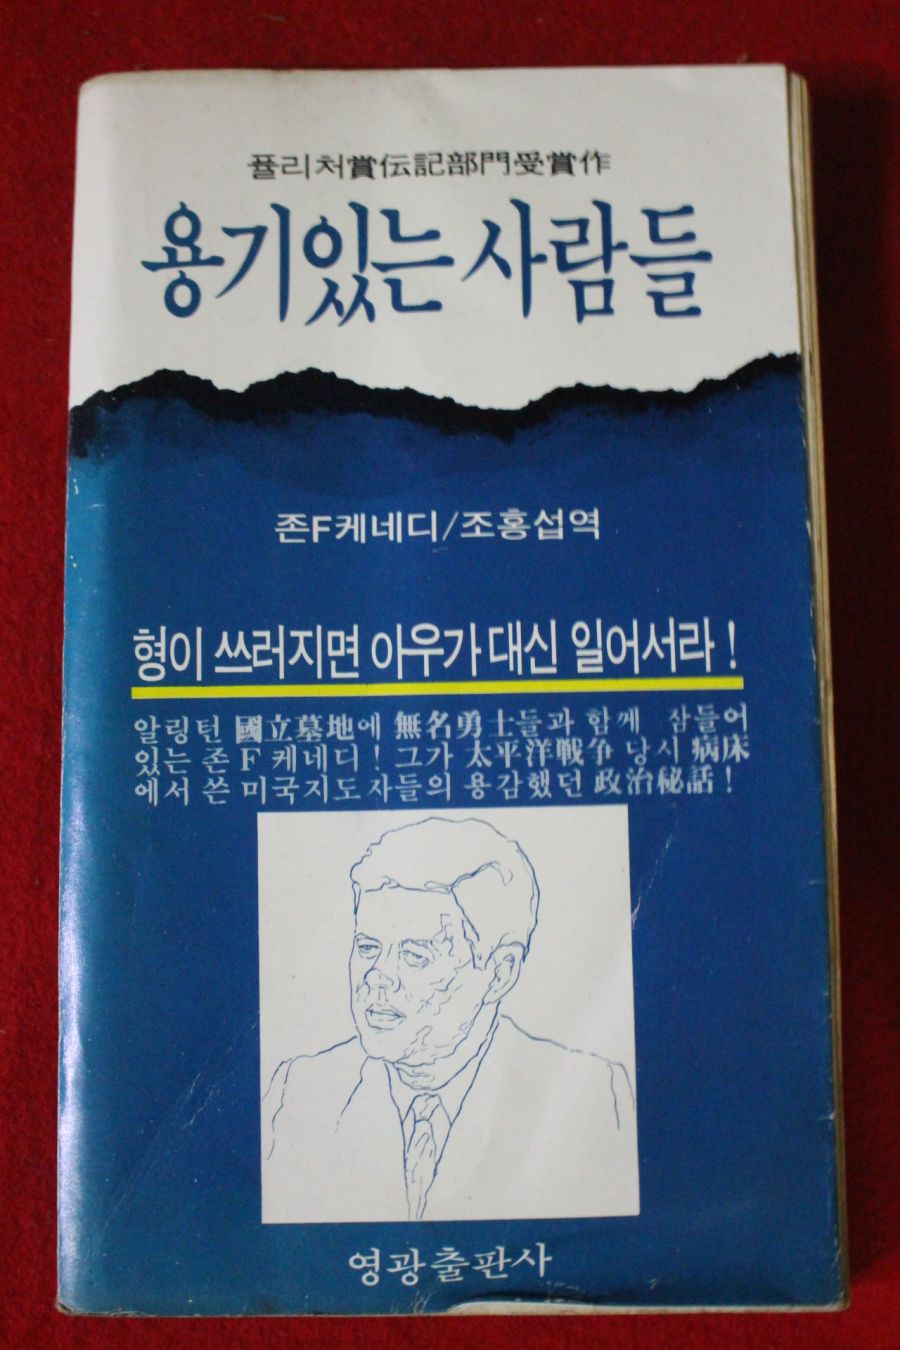 퓰리처賞伝記部門受賞作
용기있는 사람들
존F케네디/조홍섭역
형이 쓰러지면 아우가 대신 일어서라!
알링턴 國立墓地에 無名勇士들과 함께 잠들어
있는 존 F 케네디! 그가 太平洋戦争 당시 病床
에서 쓴 미국지도자들의 용감했던 政治秘話!
영광출판사